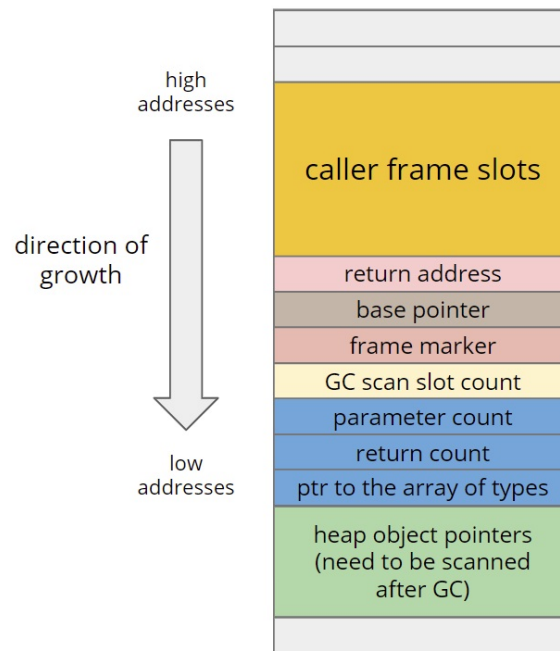 high
addresses
direction of
growth
low
addresses
caller frame slots
return address
base pointer
frame marker
GC scan slot count
parameter count
return count
ptr to the array of types
heap object pointers
(need to be scanned
after GC)